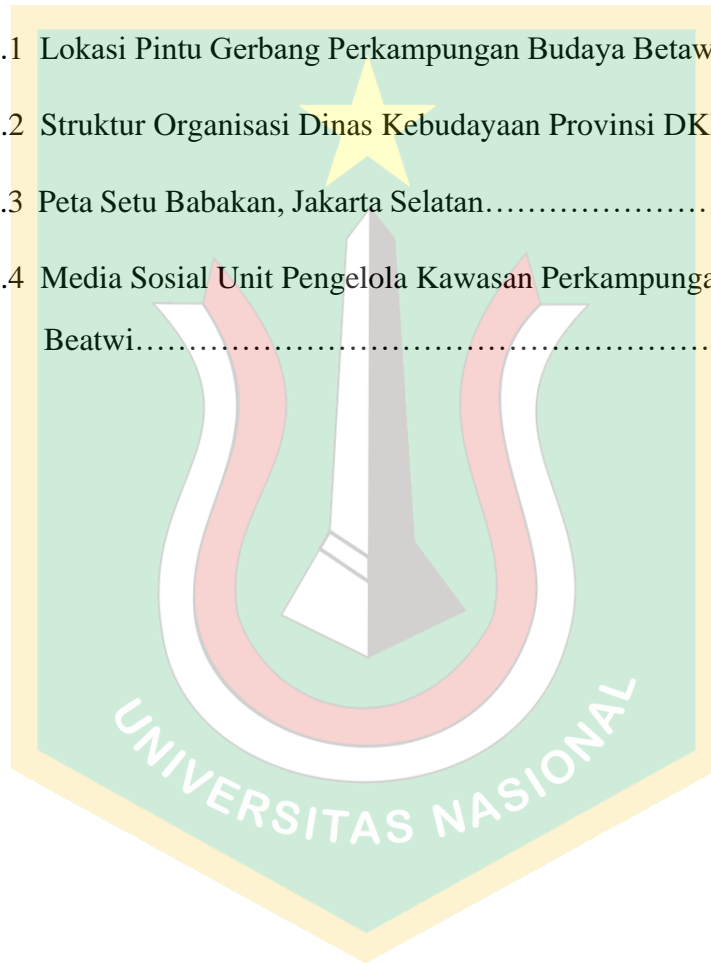 .1 Lokasi Pintu Gerbang Perkampungan Budaya Betaw
.2 Struktur Organisasi Dinas Kebudayaan Provinsi DK
.3 Peta Setu Babakan, Jakarta Selatan…………………
.4 Media Sosial Unit Pengelola Kawasan Perkampunga
Beatwi………………………………………………
UNIVERSITAS NASIONAL